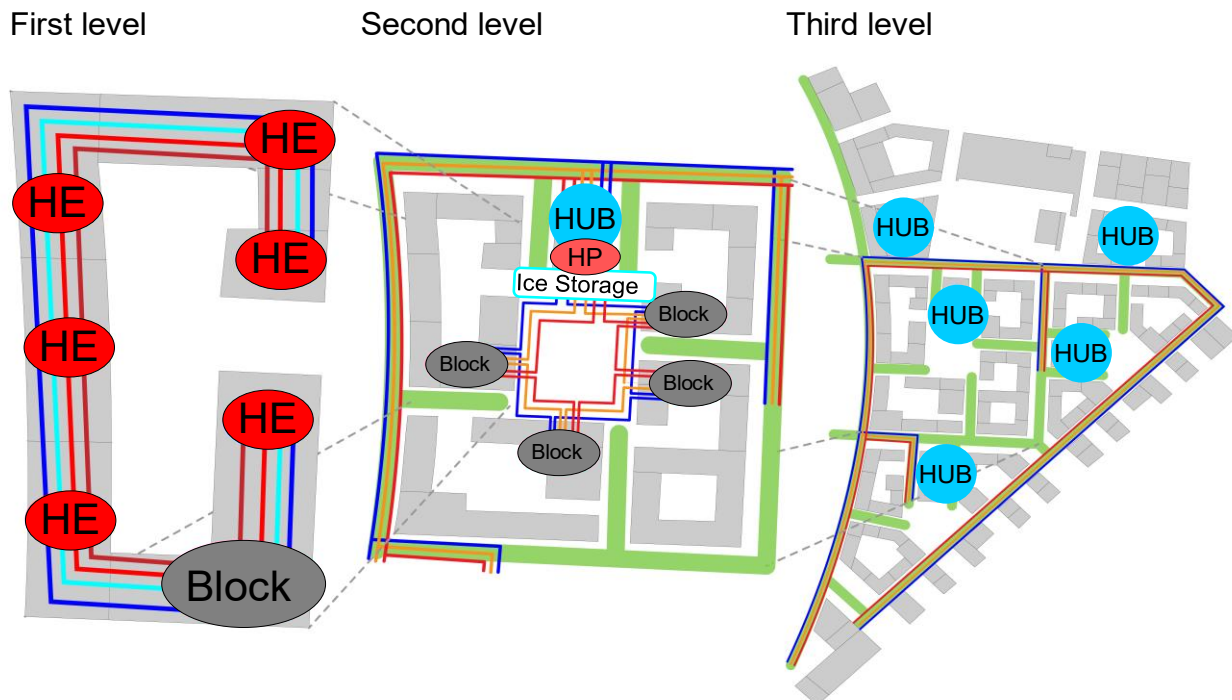 First level
Second level
Third level
HE
HE
HE
HE
HE
HE
Block
HUB
HP
Ice Storage
Block
Block
Block
Block
HUB
HUB
HUB
HUB
HUB